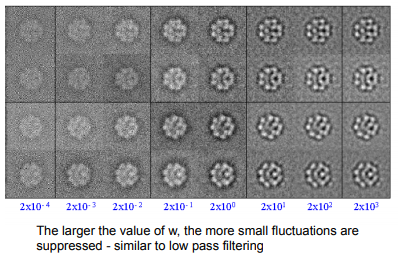 2x10⁻⁴ 2x10⁻³ 2x10⁻² 2x10⁻¹ 2x10⁰ 2x10¹ 2x10² 2x10³
The larger the value of w, the more small fluctuations are
suppressed - similar to low pass filtering